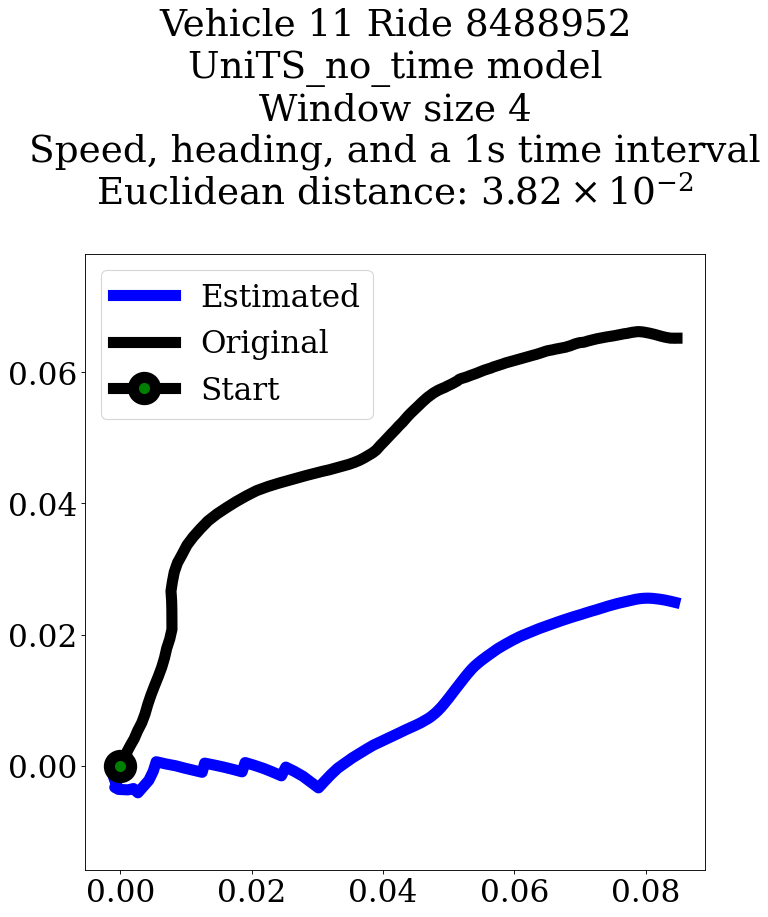 Vehicle 11 Ride 8488952
UniTS_no_time model
Window size 4
Speed, heading, and a 1s time interval
Euclidean distance: 3.82 × 10⁻²
Estimated
Original
Start
0.06
0.04
0.02
0.00
0.00 0.02 0.04 0.06 0.08